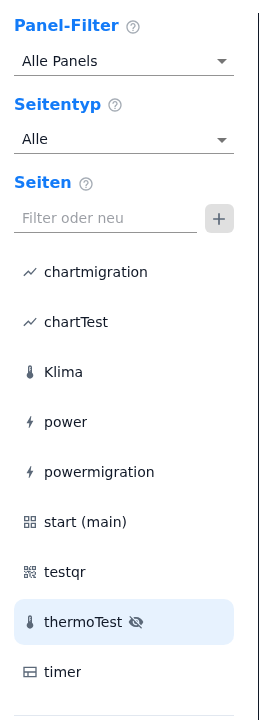 Panel-Filter
Alle Panels
Seitentyp
Alle
Seiten
Filter oder neu
chartmigration
chartTest
Klima
power
powermigration
start (main)
testqr
thermoTest
timer